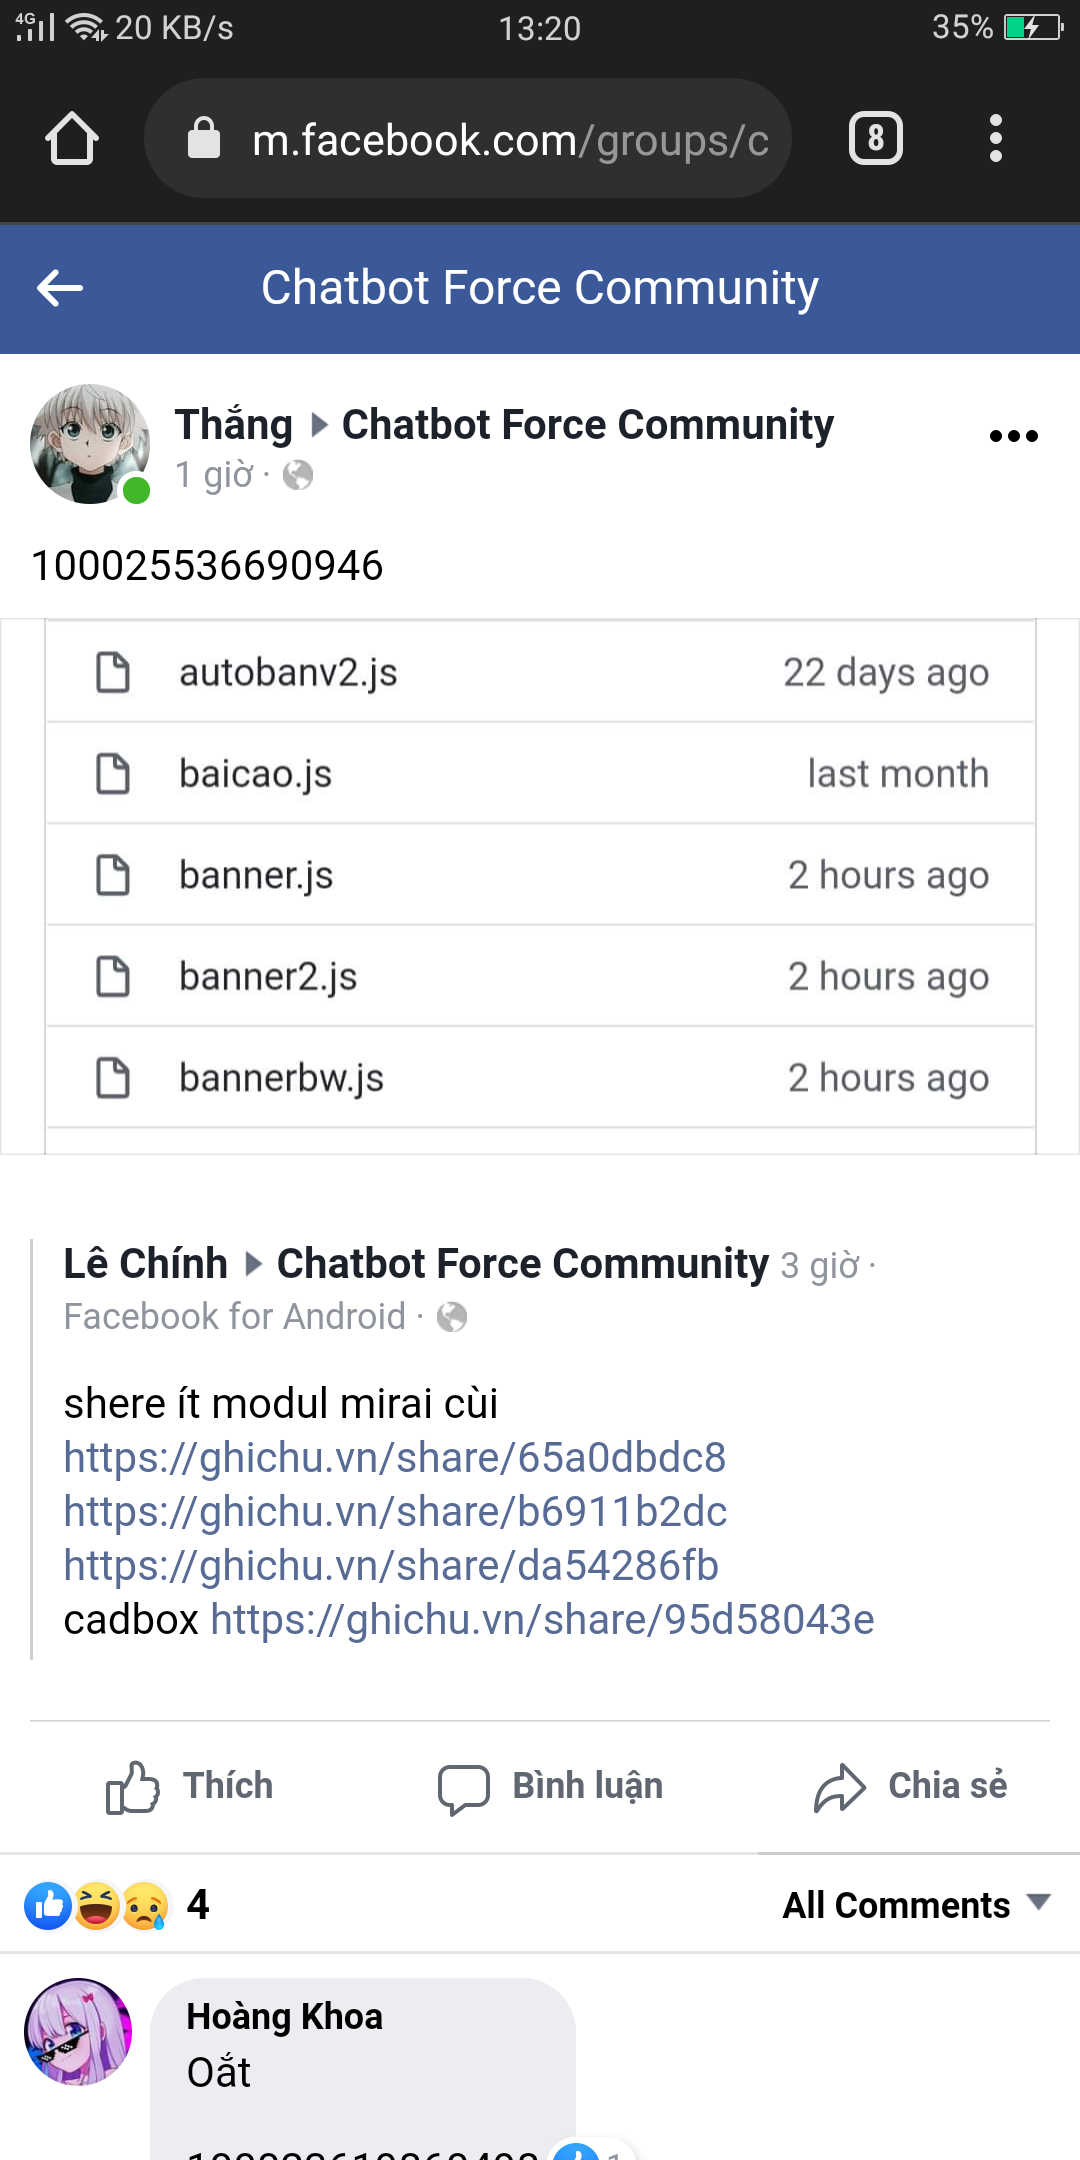 4G 20 KB/s 13:20 35%
m.facebook.com/groups/c 8
Chatbot Force Community
Thắng ▸ Chatbot Force Community
1 giờ ·
100025536690946
autobanv2.js 22 days ago
baicao.js last month
banner.js 2 hours ago
banner2.js 2 hours ago
bannerbw.js 2 hours ago
Lê Chính ▸ Chatbot Force Community 3 giờ ·
Facebook for Android ·
shere ít modul mirai cùi
https://ghichu.vn/share/65a0dbdc8
https://ghichu.vn/share/b6911b2dc
https://ghichu.vn/share/da54286fb
cadbox https://ghichu.vn/share/95d58043e
Thích Bình luận Chia sẻ
4 All Comments
Hoàng Khoa
Oắt